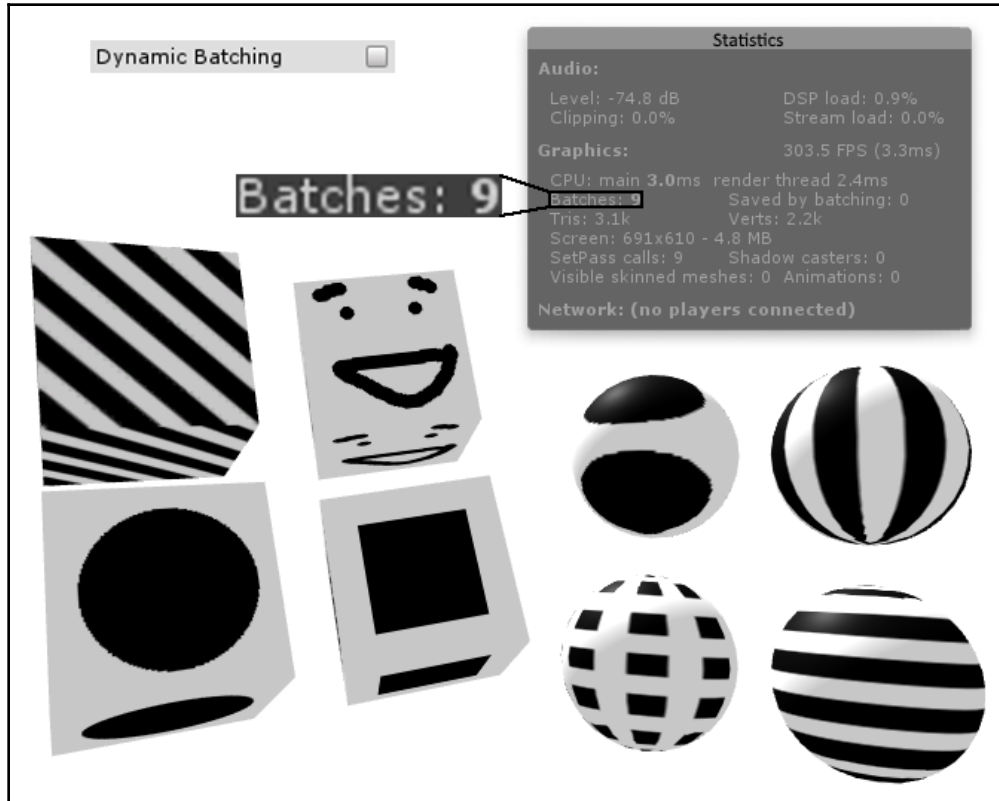 Dynamic Batching
Statistics
Audio:
Level: -74.8 dB DSP load: 0.9%
Clipping: 0.0% Stream load: 0.0%
Graphics: 303.5 FPS (3.3ms)
CPU: main 3.0ms render thread 2.4ms
Batches: 9
Batches: 9 Saved by batching: 0
Tris: 3.1k Verts: 2.2k
Screen: 691x610 - 4.8 MB
SetPass calls: 9 Shadow casters: 0
Visible skinned meshes: 0 Animations: 0
Network: (no players connected)